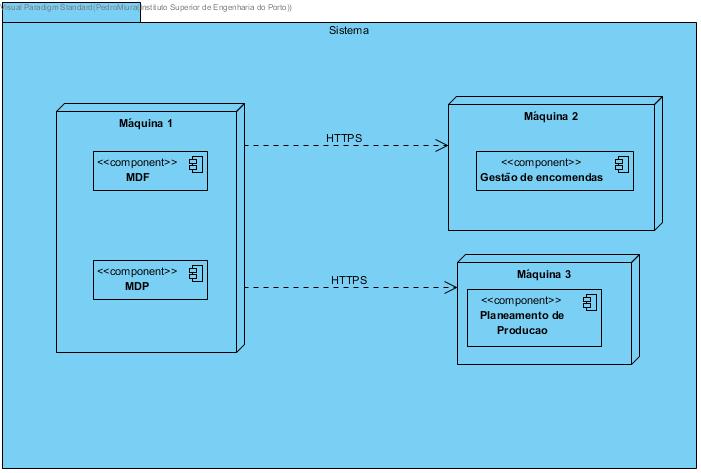 Visual Paradigm Standard(PedroMiura(Instituto Superior de Engenharia do Porto))
Sistema
Máquina 1
<<component>>
MDF
<<component>>
MDP
HTTPS
HTTPS
Máquina 2
<<component>>
Gestão de encomendas
Máquina 3
<<component>>
Planeamento de
Producao